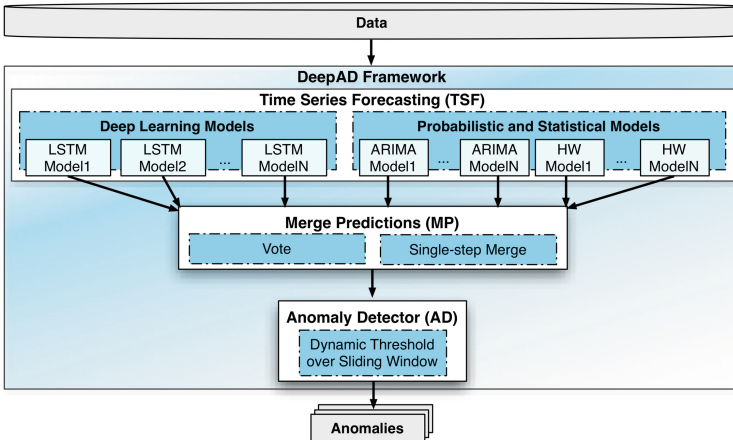 Data
DeepAD Framework
Time Series Forecasting (TSF)
Deep Learning Models
Probabilistic and Statistical Models
LSTM Model1
LSTM Model2
...
LSTM ModelN
ARIMA Model1
...
ARIMA ModelN
HW Model1
...
HW ModelN
Merge Predictions (MP)
Vote
Single-step Merge
Anomaly Detector (AD)
Dynamic Threshold
over Sliding Window
Anomalies